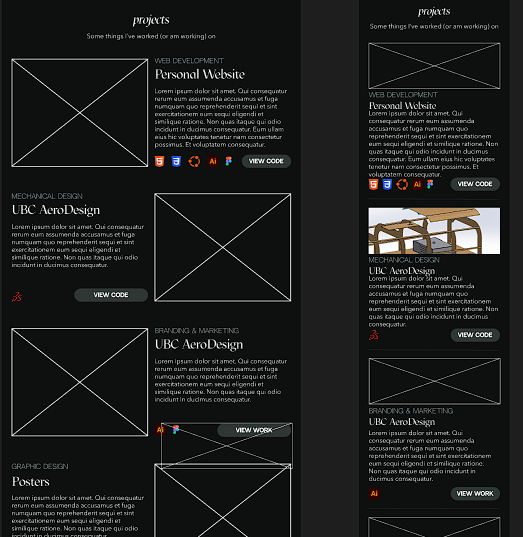 projects
Some things I've worked (or am working) on
WEB DEVELOPMENT
Personal Website
Lorem ipsum dolor sit amet. Qui consequatur
rerum eum assumenda accusamus et fuga
numquam quo reprehenderit sequi et sint
exercitationem eum sequi eligendi et
similique ratione. Non quas itaque qui odio
incidunt in ducimus consequatur. Eum ullam
eius hic voluptates tenetur nam consectetur
possimus. Et voluptatem consequatur.
Ai
VIEW CODE
MECHANICAL DESIGN
UBC AeroDesign
Lorem ipsum dolor sit amet. Qui consequatur
rerum eum assumenda accusamus et fuga
numquam quo reprehenderit sequi et sint
exercitationem eum sequi eligendi et
similique ratione. Non quas itaque qui odio
incidunt in ducimus consequatur.
VIEW CODE
BRANDING & MARKETING
UBC AeroDesign
Lorem ipsum dolor sit amet. Qui consequatur
rerum eum assumenda accusamus et fuga
numquam quo reprehenderit sequi et sint
exercitationem eum sequi eligendi et
similique ratione. Non quas itaque qui odio
incidunt.
Ai
VIEW WORK
GRAPHIC DESIGN
Posters
Lorem ipsum dolor sit amet. Qui consequatur
rerum eum assumenda accusamus et fuga
numquam quo reprehenderit sequi et sint
exercitationem eum sequi eligendi et
similique ratione. Non quas itaque qui odio
projects
Some things I've worked (or am working) on
WEB DEVELOPMENT
Personal Website
Lorem ipsum dolor sit amet. Qui
consequatur rerum eum assumenda
accusamus et fuga numquam quo
reprehenderit sequi et sint exercitationem
eum sequi eligendi et similique ratione. Non
quas itaque qui odio incidunt in ducimus
consequatur. Eum ullam eius hic voluptates
tenetur nam consectetur possimus. Et
voluptatem consequatur.
Ai
VIEW CODE
MECHANICAL DESIGN
UBC AeroDesign
Lorem ipsum dolor sit amet. Qui
consequatur rerum eum assumenda
accusamus et fuga numquam quo
reprehenderit sequi et sint exercitationem
eum sequi eligendi et similique ratione. Non
quas itaque qui odio incidunt in ducimus
consequatur.
VIEW CODE
BRANDING & MARKETING
UBC AeroDesign
Lorem ipsum dolor sit amet. Qui
consequatur rerum eum assumenda
accusamus et fuga numquam quo
reprehenderit sequi et sint exercitationem
eum sequi eligendi et similique ratione. Non
quas itaque qui odio incidunt in ducimus.
Ai
VIEW WORK